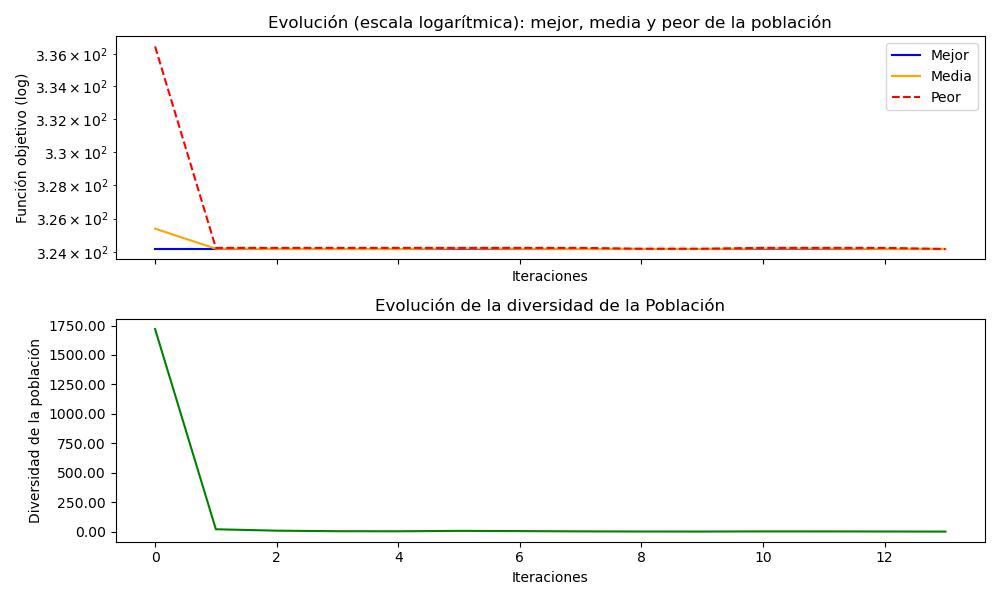 Evolución (escala logarítmica): mejor, media y peor de la población
Función objetivo (log)
3.36 × 10²
3.34 × 10²
3.32 × 10²
3.3 × 10²
3.28 × 10²
3.26 × 10²
3.24 × 10²
Mejor
Media
Peor
Iteraciones
Evolución de la diversidad de la Población
Diversidad de la población
1750.00
1500.00
1250.00
1000.00
750.00
500.00
250.00
0.00
0 2 4 6 8 10 12
Iteraciones